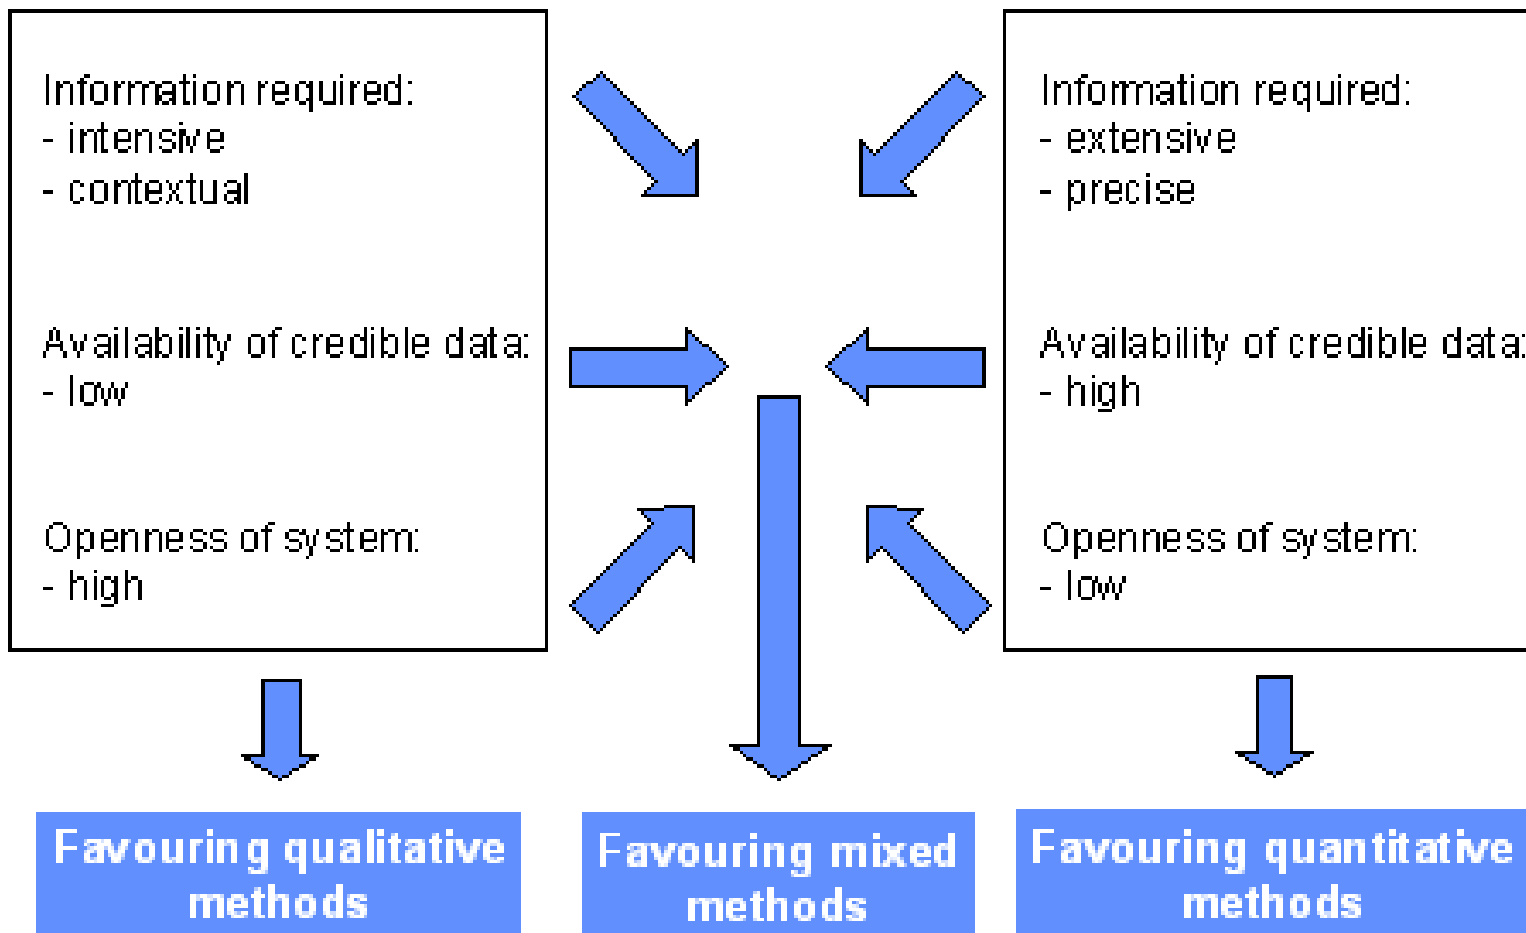 Information required:
- intensive
- contextual
Availability of credible data:
- low
Openness of system:
- high
Information required:
- extensive
- precise
Availability of credible data:
- high
Openness of system:
- low
Favouring qualitative
methods
Favouring mixed
methods
Favouring quantitative
methods